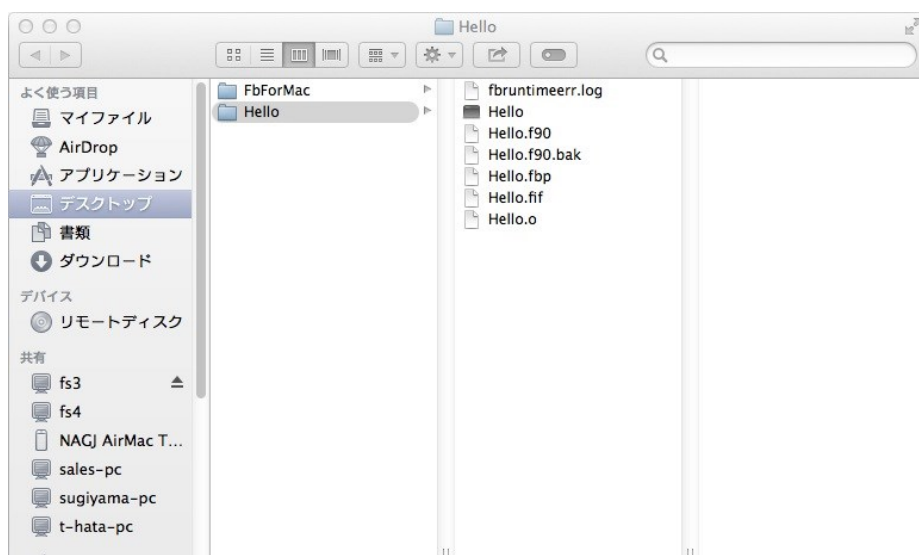 Hello
よく使う項目
マイファイル
AirDrop
アプリケーション
デスクトップ
書類
ダウンロード
デバイス
リモートディスク
共有
fs3
fs4
NAGJ AirMac T...
sales-pc
sugiyama-pc
t-hata-pc
FbForMac
Hello
fbruntimeerr.log
Hello
Hello.f90
Hello.f90.bak
Hello.fbp
Hello.fif
Hello.o